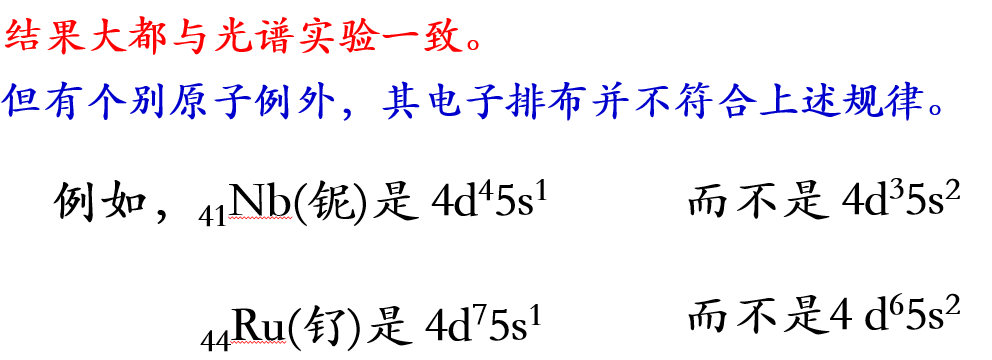 结果大都与光谱实验一致。
但有个别原子例外，其电子排布并不符合上述规律。
例如，₄₁Nb(铌)是 4d⁴5s¹ 而不是 4d³5s²
₄₄Ru(钌)是 4d⁷5s¹ 而不是4 d⁶5s²